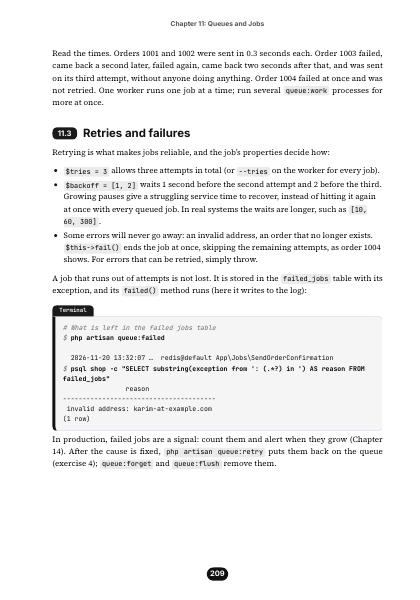 Chapter 11: Queues and Jobs
Read the times. Orders 1001 and 1002 were sent in 0.3 seconds each. Order 1003 failed,
came back a second later, failed again, came back two seconds after that, and was sent
on its third attempt, without anyone doing anything. Order 1004 failed at once and was
not retried. One worker runs one job at a time; run several queue:work processes for
more at once.
11.3 Retries and failures
Retrying is what makes jobs reliable, and the job's properties decide how:
• $tries = 3 allows three attempts in total (or --tries on the worker for every job).
• $backoff = [1, 2] waits 1 second before the second attempt and 2 before the third.
Growing pauses give a struggling service time to recover, instead of hitting it again
at once with every queued job. In real systems the waits are longer, such as [10,
60, 300].
• Some errors will never go away: an invalid address, an order that no longer exists.
$this->fail() ends the job at once, skipping the remaining attempts, as order 1004
shows. For errors that can be retried, simply throw.
A job that runs out of attempts is not lost. It is stored in the failed_jobs table with its
exception, and its failed() method runs (here it writes to the log):
Terminal
# What is left in the failed jobs table
$ php artisan queue:failed
2026-11-20 13:32:07 … redis@default App\Jobs\SendOrderConfirmation
$ psql shop -c "SELECT substring(exception from ': (.*?) in ') AS reason FROM
failed_jobs"
reason
-------------------------------------
invalid address: karim-at-example.com
(1 row)
In production, failed jobs are a signal: count them and alert when they grow (Chapter
14). After the cause is fixed, php artisan queue:retry puts them back on the queue
(exercise 4); queue:forget and queue:flush remove them.
209